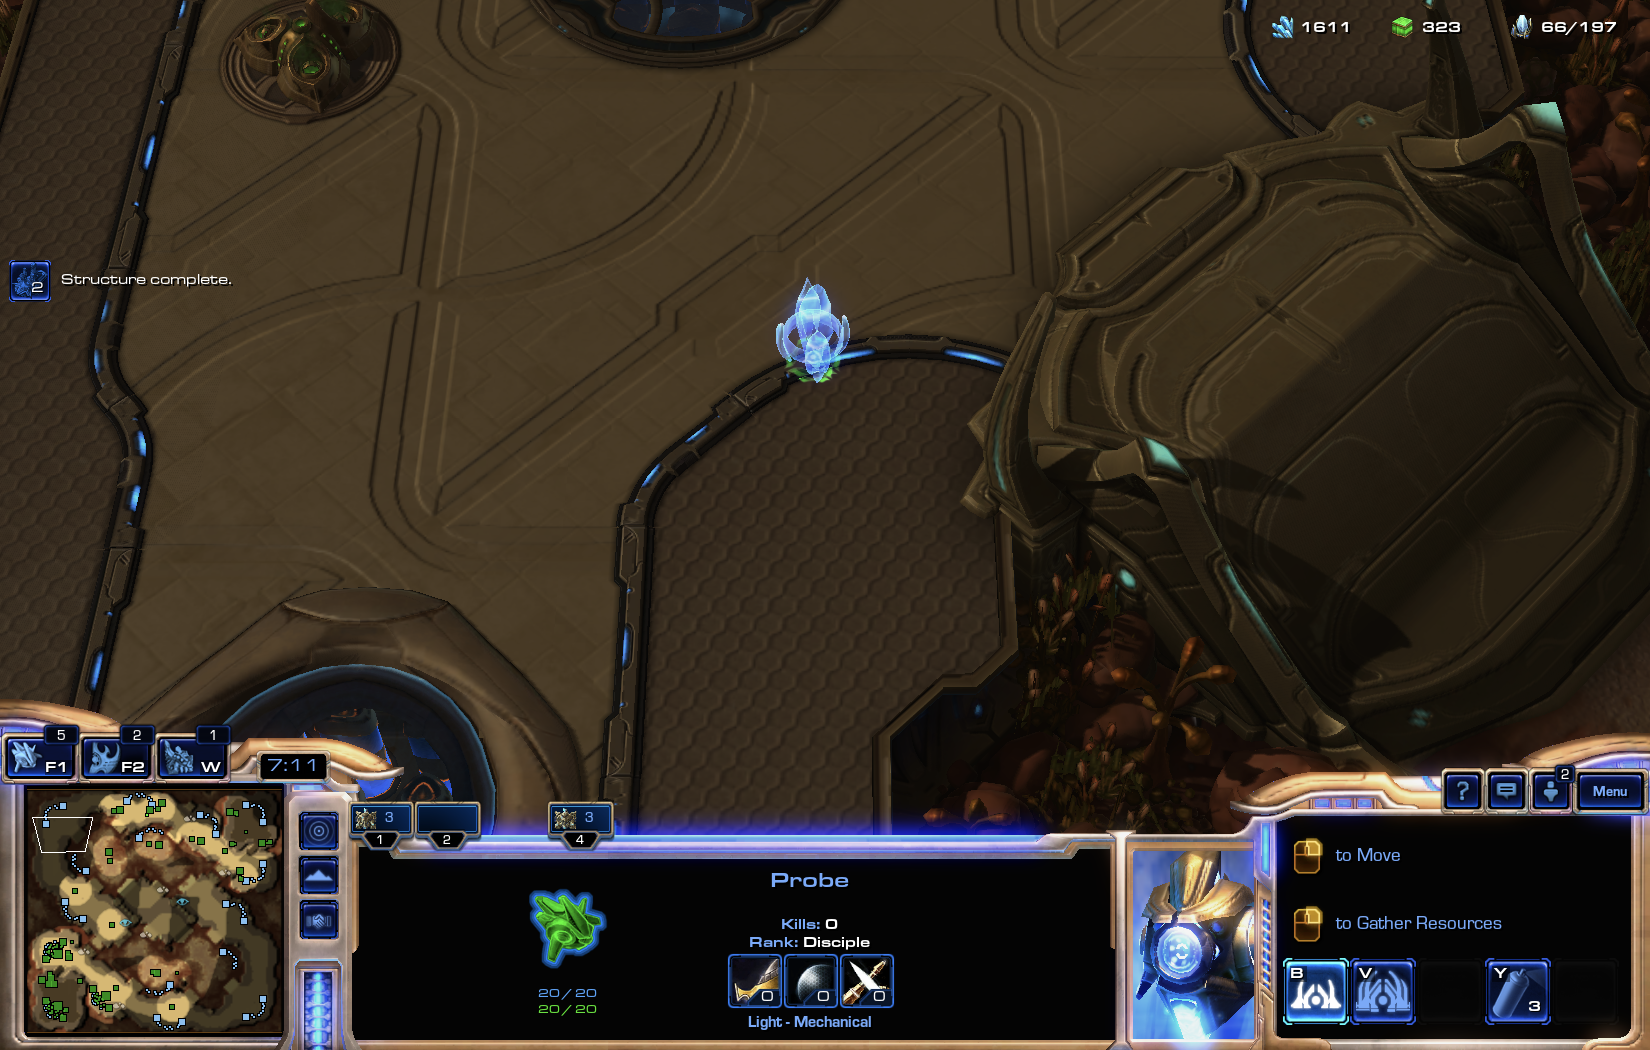 1611 323 66/197
2 Structure complete.
5 2 1
F1 F2 W
7:11
3 3
1 2 4
2
? Menu
Probe
Kills: 0
Rank: Disciple
0 0 0
20/20
20/20
Light - Mechanical
to Move
to Gather Resources
B V Y
3